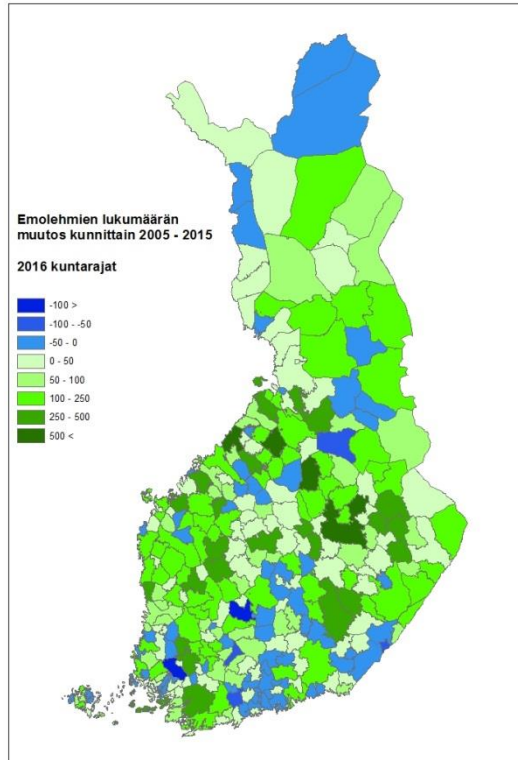 Emolehmien lukumäärän
muutos kunnittain 2005 - 2015
2016 kuntarajat
-100 >
-100 - -50
-50 - 0
0 - 50
50 - 100
100 - 250
250 - 500
500 <